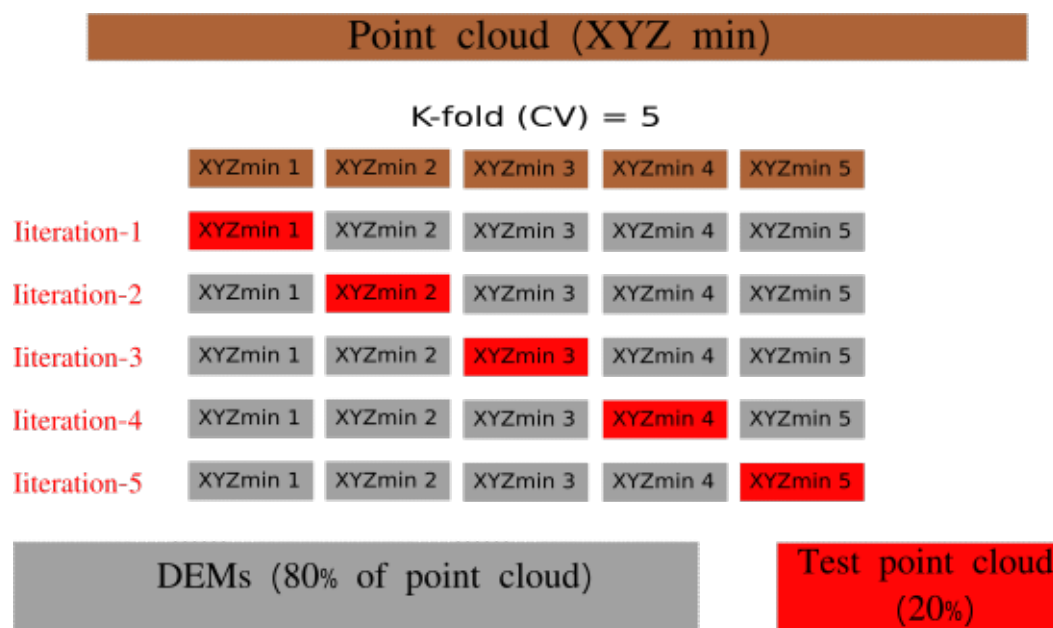 Point cloud (XYZ min)
K-fold (CV) = 5
XYZmin 1 XYZmin 2 XYZmin 3 XYZmin 4 XYZmin 5
Iiteration-1 XYZmin 1 XYZmin 2 XYZmin 3 XYZmin 4 XYZmin 5
Iiteration-2 XYZmin 1 XYZmin 2 XYZmin 3 XYZmin 4 XYZmin 5
Iiteration-3 XYZmin 1 XYZmin 2 XYZmin 3 XYZmin 4 XYZmin 5
Iiteration-4 XYZmin 1 XYZmin 2 XYZmin 3 XYZmin 4 XYZmin 5
Iiteration-5 XYZmin 1 XYZmin 2 XYZmin 3 XYZmin 4 XYZmin 5
DEMs (80% of point cloud)
Test point cloud
(20%)